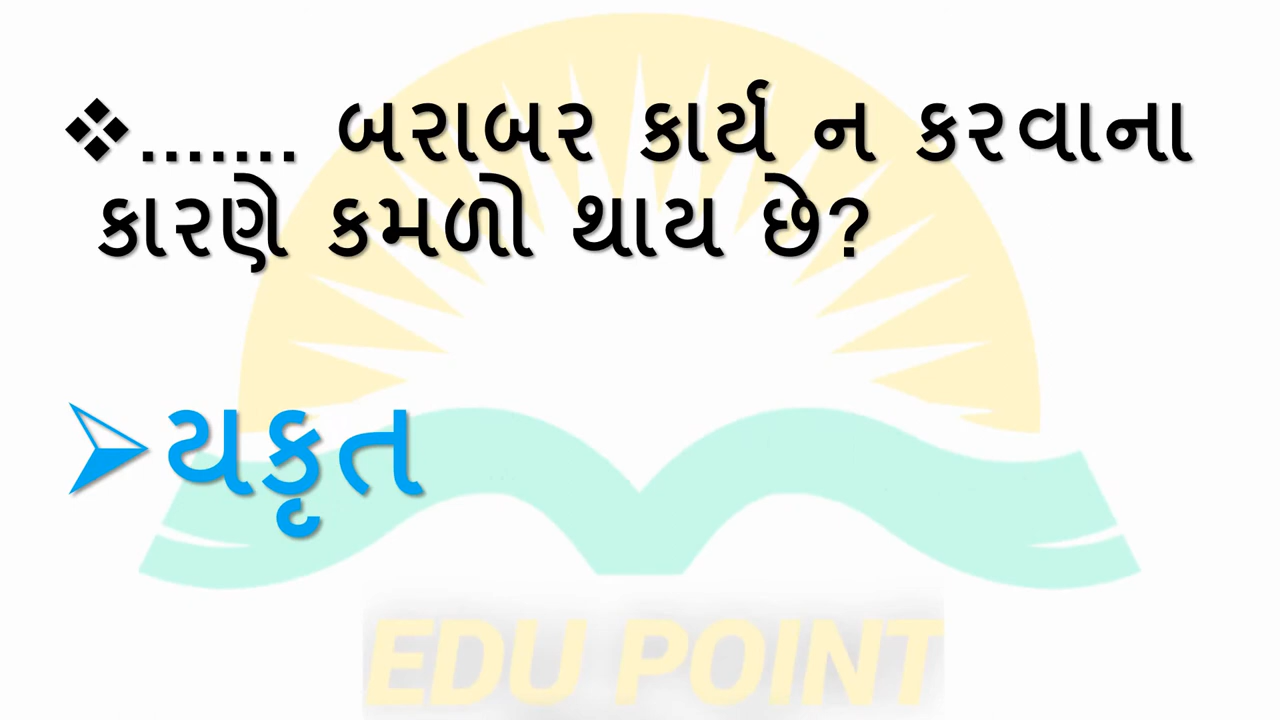 ❖....... બરાબર કાર્ય ન કરવાના
કારણે કમળો થાય છે?
➢યકૃત
EDU POINT